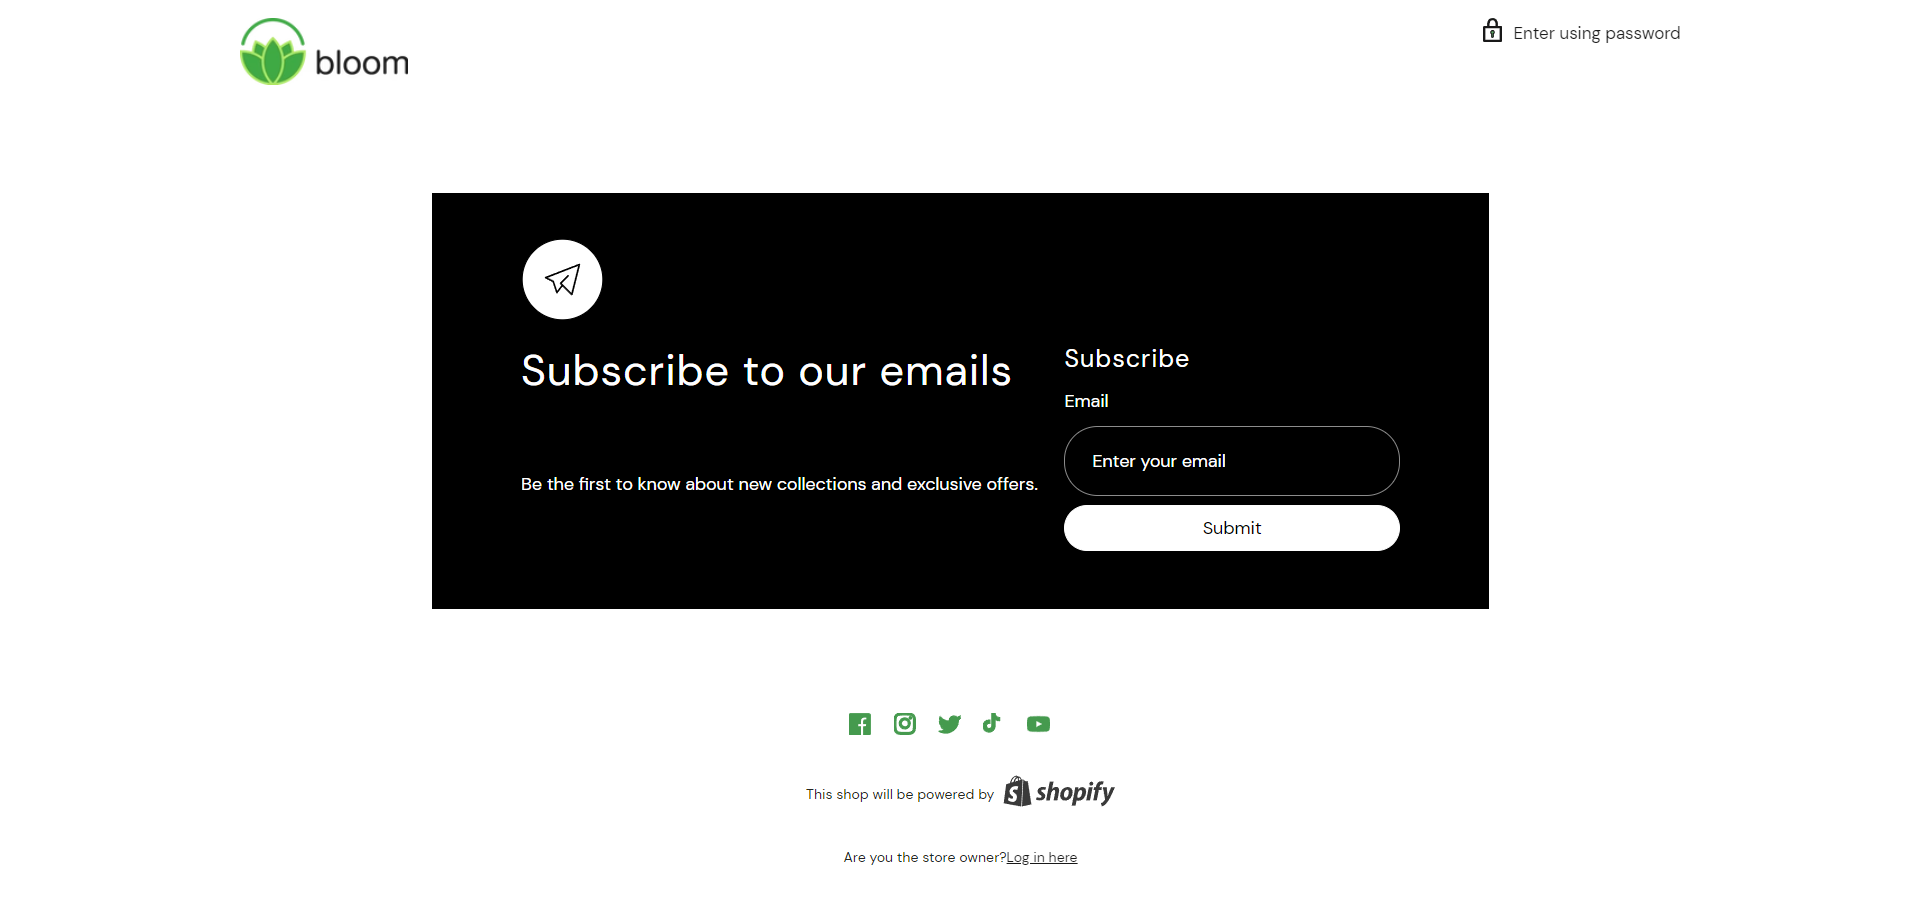 bloom
Enter using password
Subscribe to our emails
Be the first to know about new collections and exclusive offers.
Subscribe
Email
Enter your email
Submit
This shop will be powered by shopify
Are you the store owner?Log in here